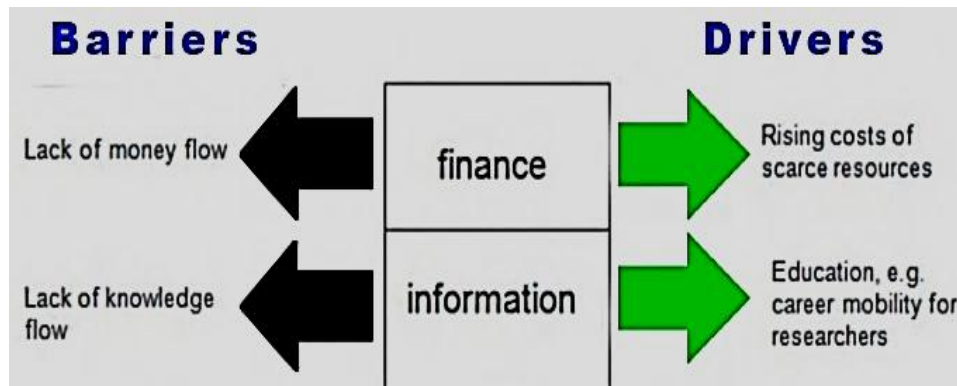 Barriers
Drivers
Lack of money flow
finance
Rising costs of
scarce resources
Lack of knowledge
flow
information
Education, e.g.
career mobility for
researchers